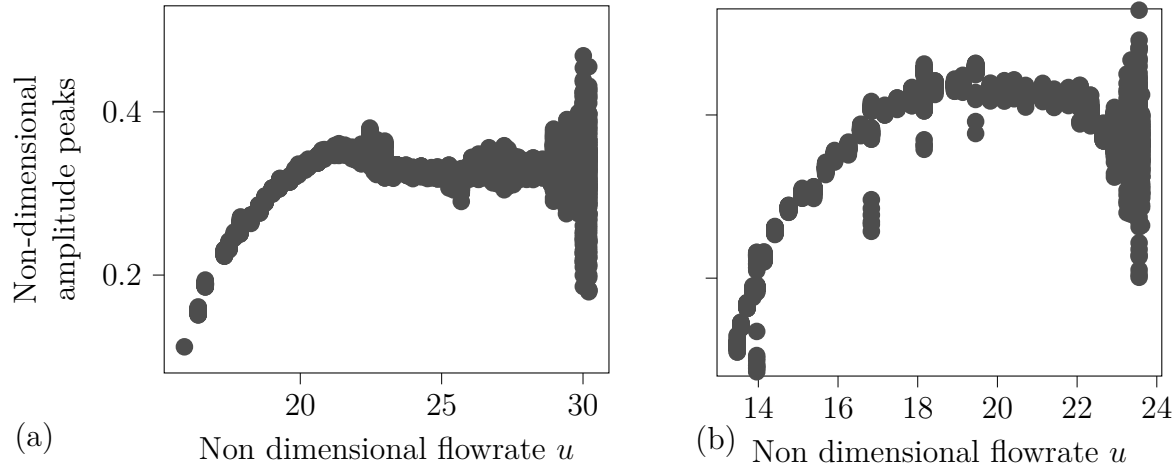 Non-dimensional
amplitude peaks
0.4
0.2
20 25 30
(a) Non dimensional flowrate u
14 16 18 20 22 24
(b) Non dimensional flowrate u